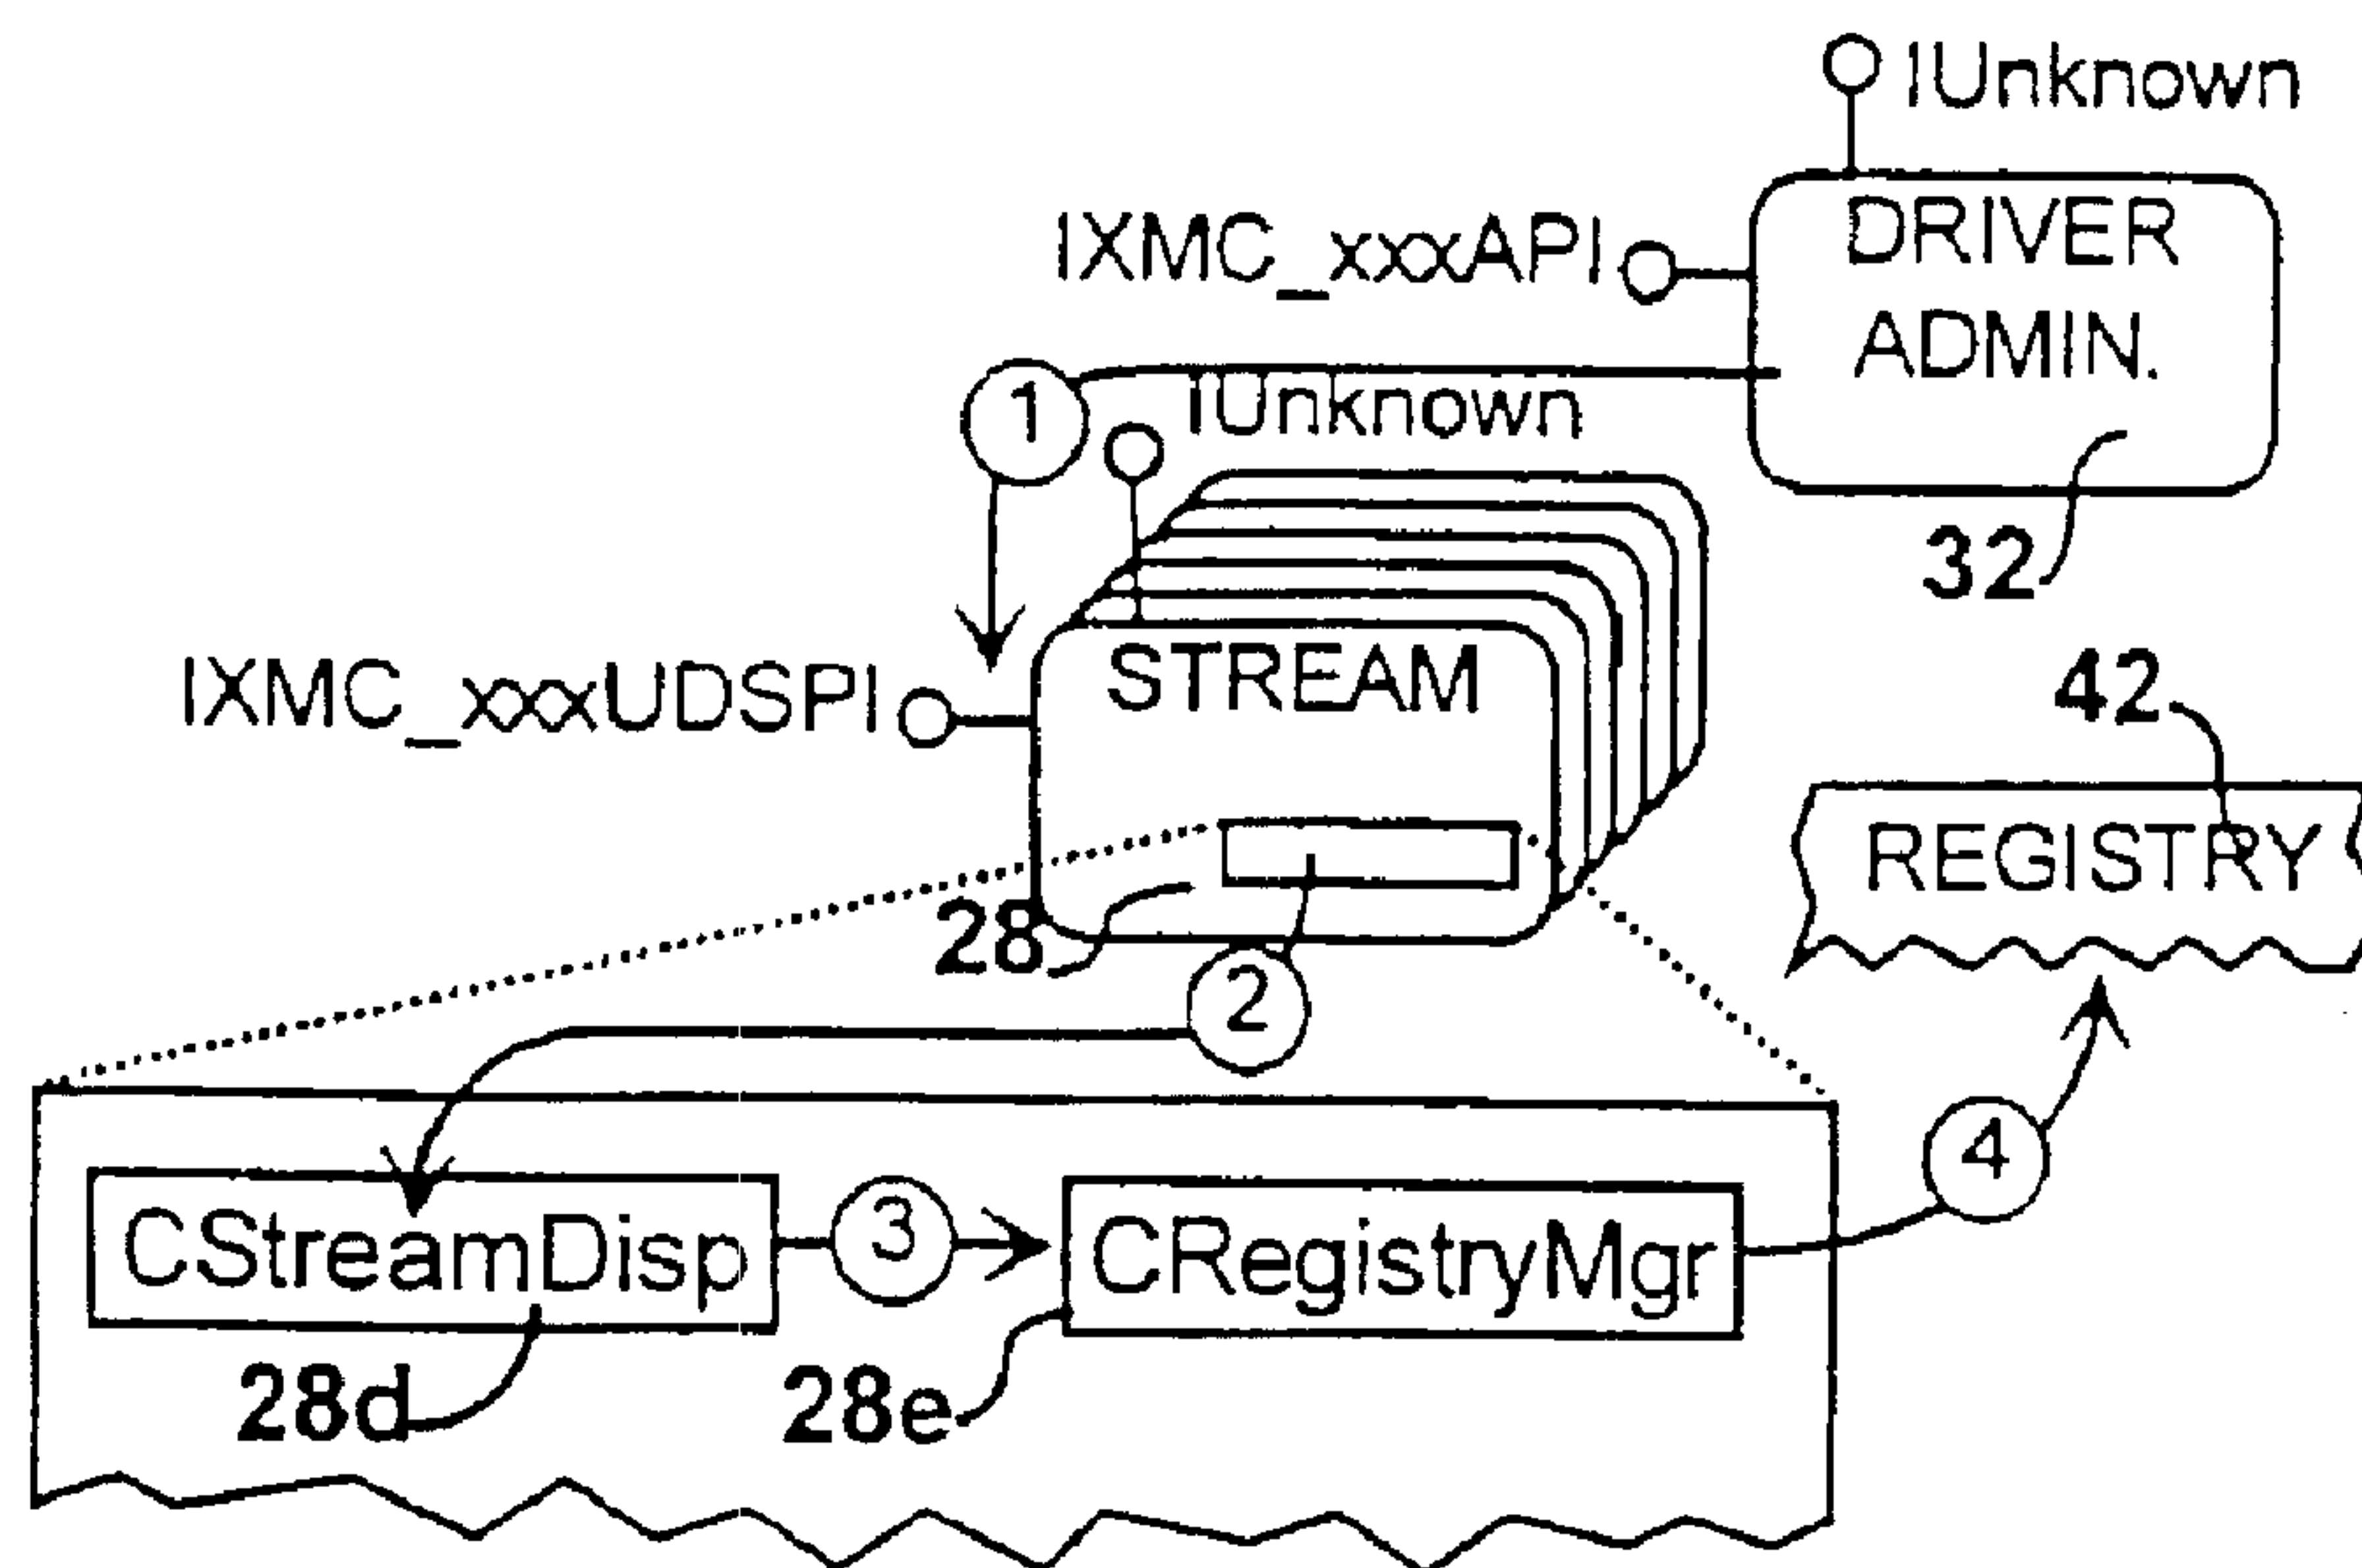 IUnknown
DRIVER
ADMIN.
IXMC_xxxAPI
1
IUnknown
32
STREAM
IXMC_xxxUDSPI
42
REGISTRY
28
2
4
CStreamDisp
3
CRegistryMgr
28d
28e